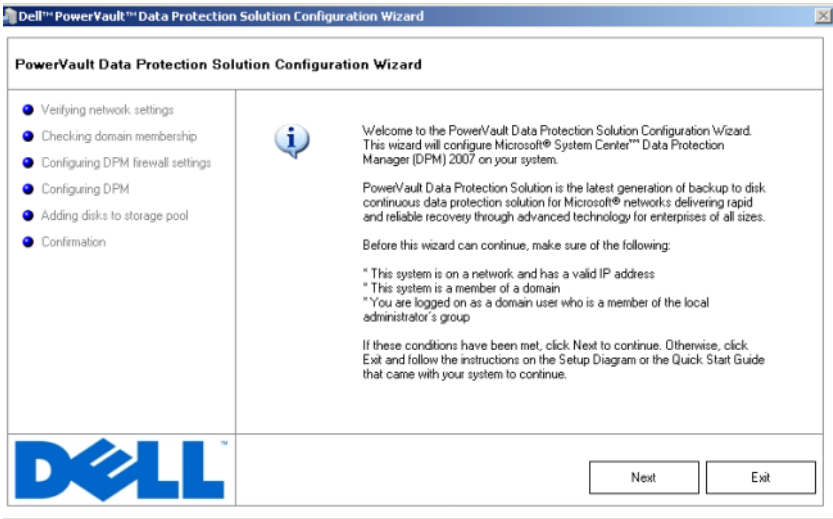 Dell™ PowerVault™ Data Protection Solution Configuration Wizard
PowerVault Data Protection Solution Configuration Wizard
Verifying network settings
Checking domain membership
Configuring DPM firewall settings
Configuring DPM
Adding disks to storage pool
Confirmation
Welcome to the PowerVault Data Protection Solution Configuration Wizard.
This wizard will configure Microsoft® System Center™ Data Protection
Manager (DPM) 2007 on your system.
PowerVault Data Protection Solution is the latest generation of backup to disk
continuous data protection solution for Microsoft® networks delivering rapid
and reliable recovery through advanced technology for enterprises of all sizes.
Before this wizard can continue, make sure of the following:
* This system is on a network and has a valid IP address
* This system is a member of a domain
* You are logged on as a domain user who is a member of the local
administrator's group
If these conditions have been met, click Next to continue. Otherwise, click
Exit and follow the instructions on the Setup Diagram or the Quick Start Guide
that came with your system to continue.
DELL™
Next
Exit